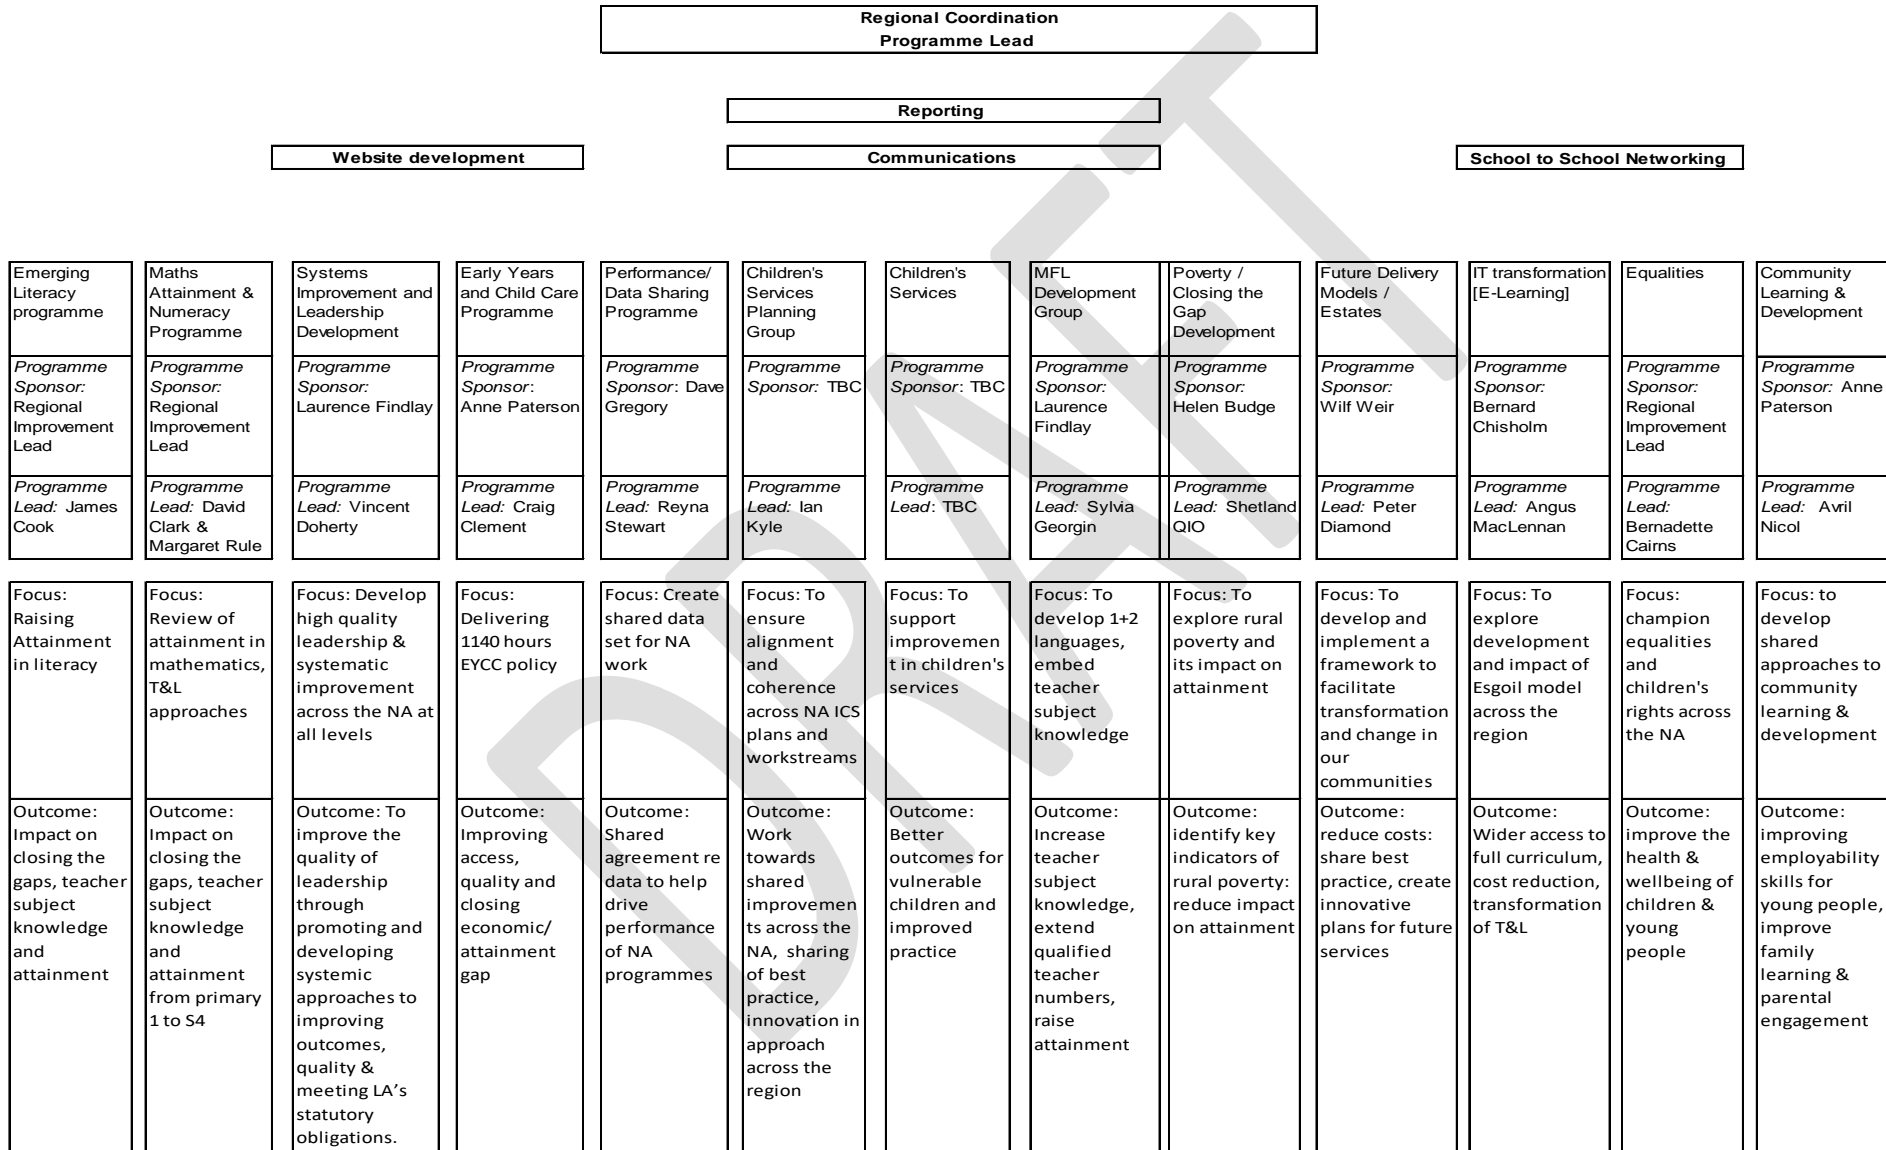 Regional Coordination
Programme Lead
Reporting
Website development
Communications
School to School Networking
Emerging
Literacy
programme
Maths
Attainment &
Numeracy
Programme
Systems
Improvement and
Leadership
Development
Early Years
and Child Care
Programme
Performance/
Data Sharing
Programme
Children's
Services
Planning
Group
Children's
Services
MFL
Development
Group
Poverty /
Closing the
Gap
Development
Future Delivery
Models /
Estates
IT transformation
[E-Learning]
Equalities
Community
Learning &
Development
Programme
Sponsor:
Regional
Improvement
Lead
Programme
Sponsor:
Regional
Improvement
Lead
Programme
Sponsor:
Laurence Findlay
Programme
Sponsor:
Anne Paterson
Programme
Sponsor: Dave
Gregory
Programme
Sponsor: TBC
Programme
Sponsor: TBC
Programme
Sponsor:
Laurence
Findlay
Programme
Sponsor:
Helen Budge
Programme
Sponsor:
Wilf Weir
Programme
Sponsor:
Bernard
Chisholm
Programme
Sponsor:
Regional
Improvement
Lead
Programme
Sponsor: Anne
Paterson
Programme
Lead: James
Cook
Programme
Lead: David
Clark &
Margaret Rule
Programme
Lead: Vincent
Doherty
Programme
Lead: Craig
Clement
Programme
Lead: Reyna
Stewart
Programme
Lead: Ian
Kyle
Programme
Lead: TBC
Programme
Lead: Sylvia
Georgin
Programme
Lead: Shetland
QIO
Programme
Lead: Peter
Diamond
Programme
Lead: Angus
MacLennan
Programme
Lead:
Bernadette
Cairns
Programme
Lead: Avril
Nicol
Focus:
Raising
Attainment
in literacy
Focus:
Review of
attainment in
mathematics,
T&L
approaches
Focus: Develop
high quality
leadership &
systematic
improvement
across the NA at
all levels
Focus:
Delivering
1140 hours
EYCC policy
Focus: Create
shared data
set for NA
work
Focus: To
ensure
alignment
and
coherence
across NA ICS
plans and
workstreams
Focus: To
support
improvemen
t in children's
services
Focus: To
develop 1+2
languages,
embed
teacher
subject
knowledge
Focus: To
explore rural
poverty and
its impact on
attainment
Focus: To
develop and
implement a
framework to
facilitate
transformation
and change in
our
communities
Focus: To
explore
development
and impact of
Esgoil model
across the
region
Focus:
champion
equalities
and
children's
rights across
the NA
Focus: to
develop
shared
approaches to
community
learning &
development
Outcome:
Impact on
closing the
gaps, teacher
subject
knowledge
and
attainment
Outcome:
Impact on
closing the
gaps, teacher
subject
knowledge
and
attainment
from primary
1 to S4
Outcome: To
improve the
quality of
leadership
through
promoting and
developing
systemic
approaches to
improving
outcomes,
quality &
meeting LA's
statutory
obligations.
Outcome:
Improving
access,
quality and
closing
economic/
attainment
gap
Outcome:
Shared
agreement re
data to help
drive
performance
of NA
programmes
Outcome:
Work
towards
shared
improvemen
ts across the
NA, sharing
of best
practice,
innovation in
approach
across the
region
Outcome:
Better
outcomes for
vulnerable
children and
improved
practice
Outcome:
Increase
teacher
subject
knowledge,
extend
qualified
teacher
numbers,
raise
attainment
Outcome:
identify key
indicators of
rural poverty:
reduce impact
on attainment
Outcome:
reduce costs:
share best
practice, create
innovative
plans for future
services
Outcome:
Wider access to
full curriculum,
cost reduction,
transformation
of T&L
Outcome:
improve the
health &
wellbeing of
children &
young
people
Outcome:
improving
employability
skills for
young people,
improve
family
learning &
parental
engagement
DRAFT